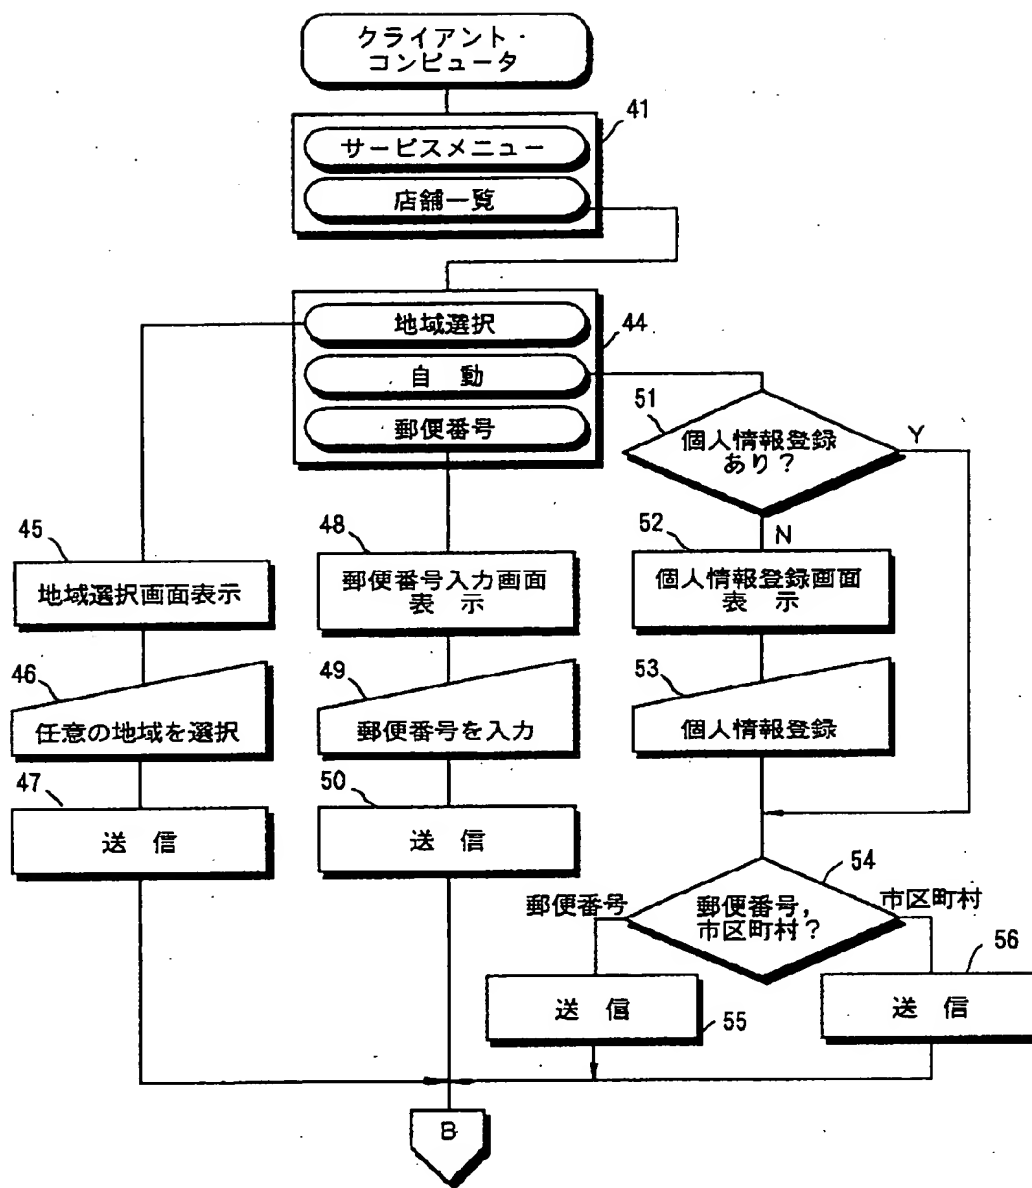 クライアント・
コンピュータ
41
サービスメニュー
店舗一覧
44
地域選択
自 動
郵便番号
51
個人情報登録
あり?
Y
N
45
地域選択画面表示
48
郵便番号入力画面
表 示
52
個人情報登録画面
表 示
46
任意の地域を選択
49
郵便番号を入力
53
個人情報登録
47
送 信
50
送 信
54
郵便番号
郵便番号,
市区町村?
市区町村
送 信
55
56
送 信
B